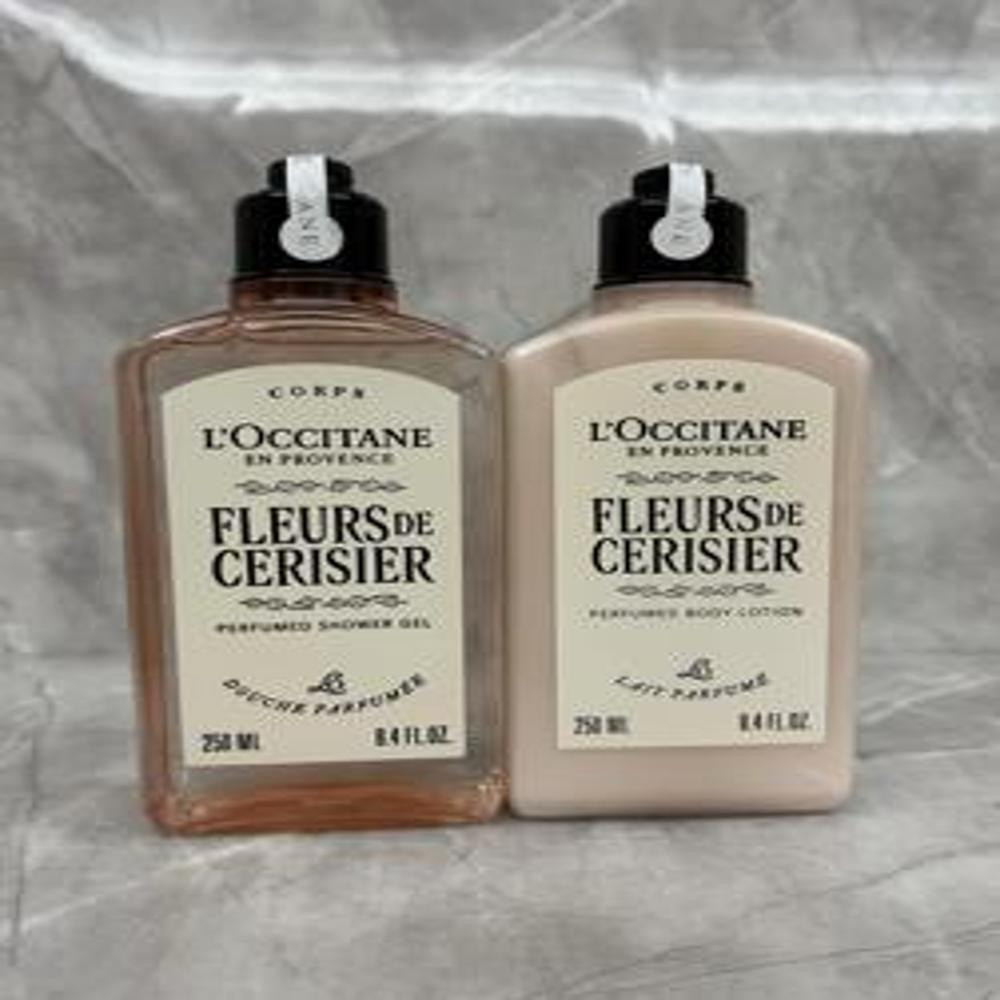 CORPS
L'OCCITANE
EN PROVENCE
FLEURS DE
CERISIER
PERFUMED SHOWER GEL
DOUCHE PARFUMÉE
250 ML 8.4 FL.OZ.
CORPS
L'OCCITANE
EN PROVENCE
FLEURS DE
CERISIER
PERFUMED BODY LOTION
LAIT PARFUMÉ
250 ML 8.4 FL.OZ.